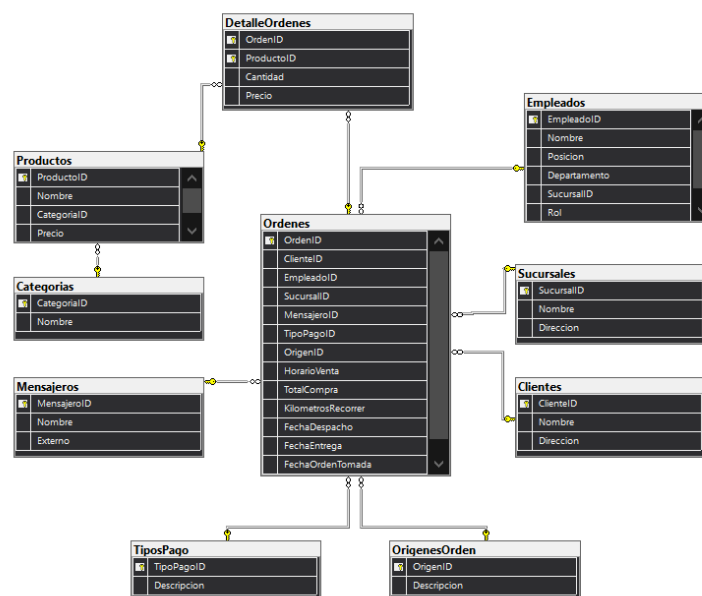 DetalleOrdenes
OrdenID
ProductoID
Cantidad
Precio
Empleados
EmpleadoID
Nombre
Posicion
Departamento
SucursalID
Rol
Productos
ProductoID
Nombre
CategoriaID
Precio
Ordenes
OrdenID
ClienteID
EmpleadoID
SucursalID
MensajeroID
TipoPagoID
OrigenID
HorarioVenta
TotalCompra
KilometrosRecorrer
FechaDespacho
FechaEntrega
FechaOrdenTomada
Sucursales
SucursalID
Nombre
Direccion
Categorias
CategoriaID
Nombre
Mensajeros
MensajeroID
Nombre
Externo
Clientes
ClienteID
Nombre
Direccion
TiposPago
TipoPagoID
Descripcion
OrigenesOrden
OrigenID
Descripcion